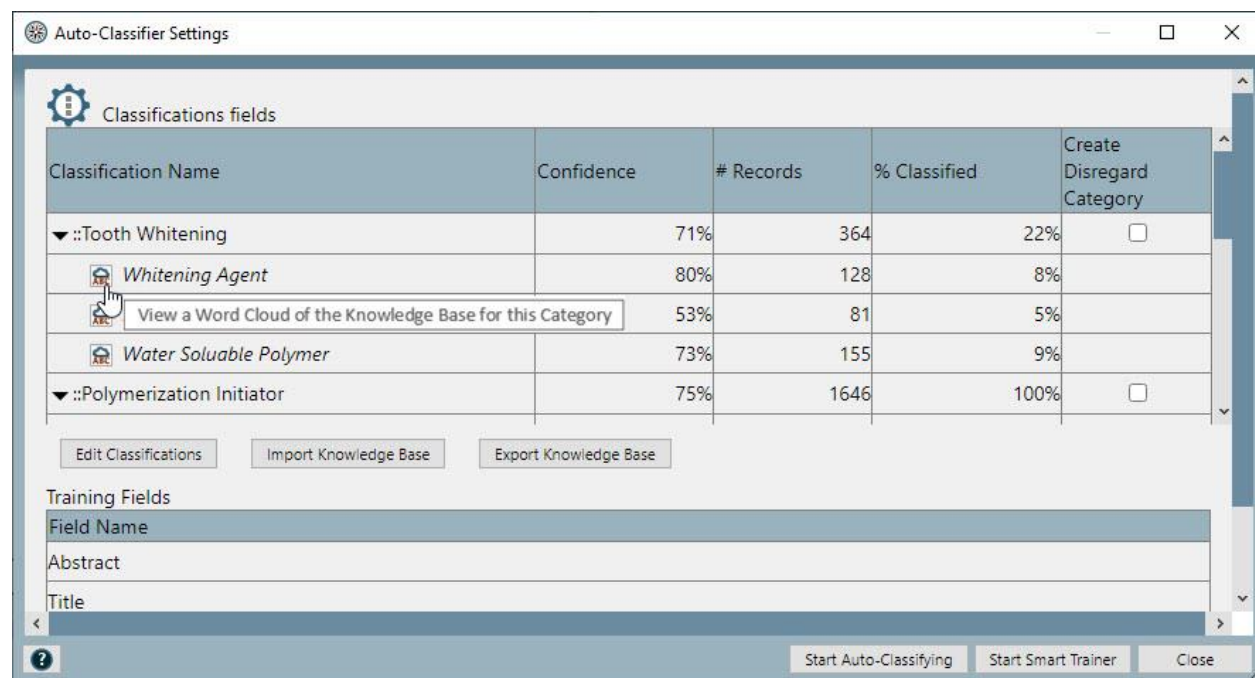 Auto-Classifier Settings
Classifications fields
Classification Name Confidence # Records % Classified Create Disregard Category
::Tooth Whitening 71% 364 22%
ABC Whitening Agent 80% 128 8%
View a Word Cloud of the Knowledge Base for this Category 53% 81 5%
ABC Water Soluable Polymer 73% 155 9%
::Polymerization Initiator 75% 1646 100%
Edit Classifications Import Knowledge Base Export Knowledge Base
Training Fields
Field Name
Abstract
Title
? Start Auto-Classifying Start Smart Trainer Close